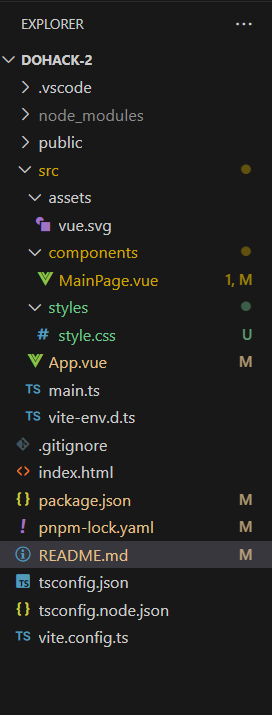 EXPLORER ...
DOHACK-2
.vscode
node_modules
public
src
assets
vue.svg
components
MainPage.vue 1, M
styles
# style.css U
App.vue M
TS main.ts
TS vite-env.d.ts
.gitignore
<> index.html
{} package.json M
! pnpm-lock.yaml M
README.md M
TS tsconfig.json
{} tsconfig.node.json
TS vite.config.ts